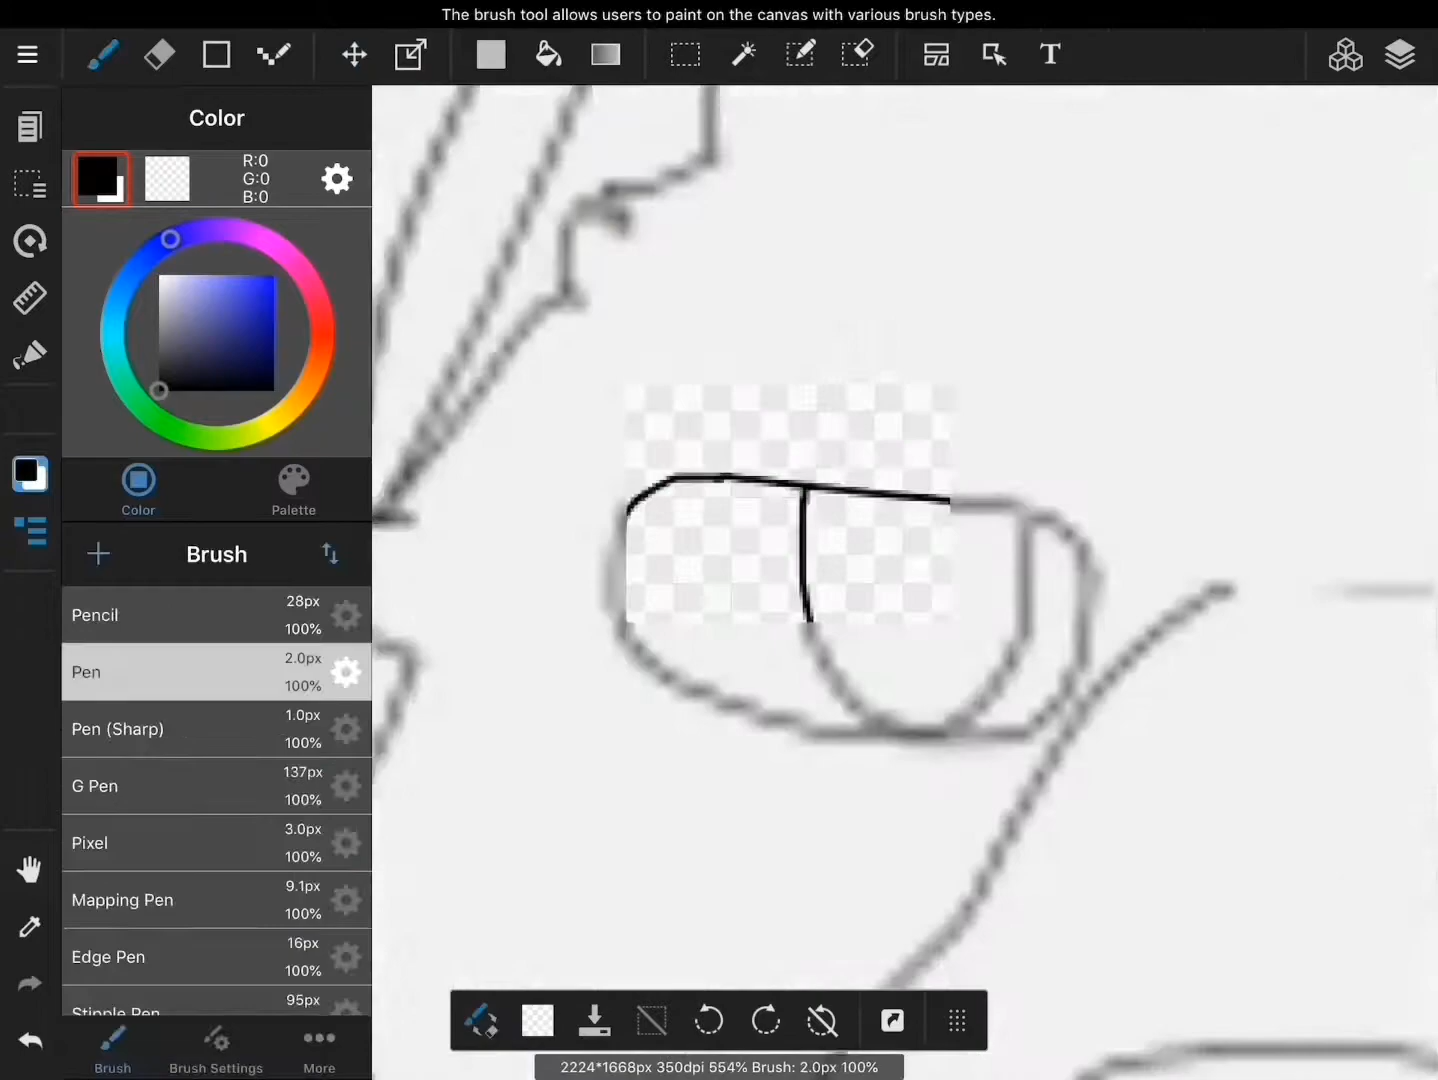 The brush tool allows users to paint on the canvas with various brush types.
T
Color
R:0
G:0
B:0
Color
Palette
Brush
28px
Pencil
100%
2.0px
Pen
100%
1.0px
Pen (Sharp)
100%
137px
G Pen
100%
3.0px
Pixel
100%
9.1px
Mapping Pen
100%
16px
Edge Pen
100%
95px
Stipple Pen
Brush
Brush Settings
More
2224*1668px 350dpi 554% Brush: 2.0px 100%